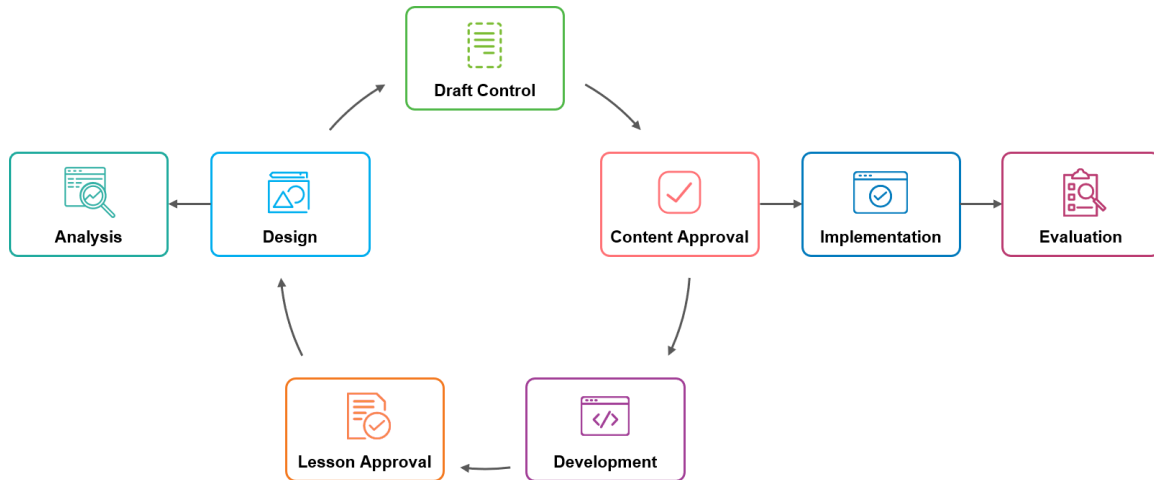 Draft Control
Analysis
Design
Content Approval
Implementation
Evaluation
Lesson Approval
Development